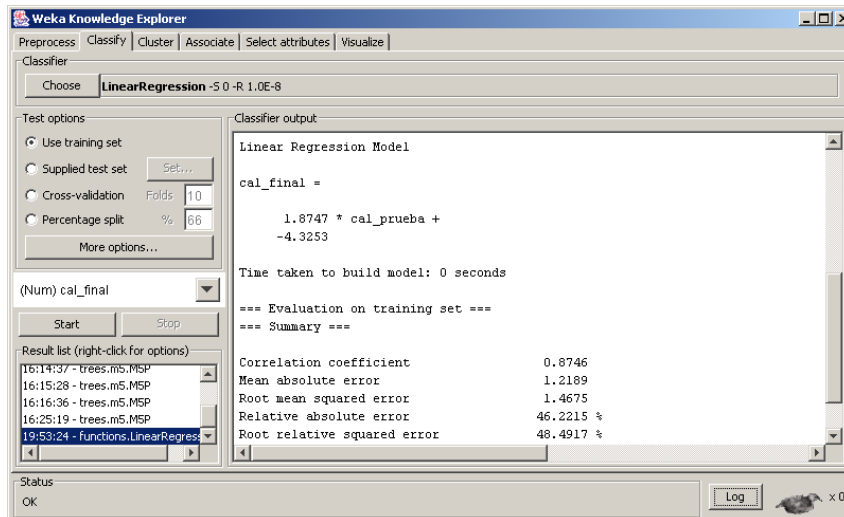 Weka Knowledge Explorer
Preprocess Classify Cluster Associate Select attributes Visualize
Classifier
Choose LinearRegression -S 0 -R 1.0E-8
Test options
Use training set
Supplied test set Set...
Cross-validation Folds 10
Percentage split % 66
More options...
(Num) cal_final
Start Stop
Result list (right-click for options)
16:14:37 - trees.m5.M5P
16:15:28 - trees.m5.M5P
16:16:36 - trees.m5.M5P
16:25:19 - trees.m5.M5P
19:53:24 - functions.LinearRegress
Classifier output
Linear Regression Model
cal_final =
1.8747 * cal_prueba +
-4.3253
Time taken to build model: 0 seconds
=== Evaluation on training set ===
=== Summary ===
Correlation coefficient 0.8746
Mean absolute error 1.2189
Root mean squared error 1.4675
Relative absolute error 46.2215 %
Root relative squared error 48.4917 %
Status
OK
Log x 0